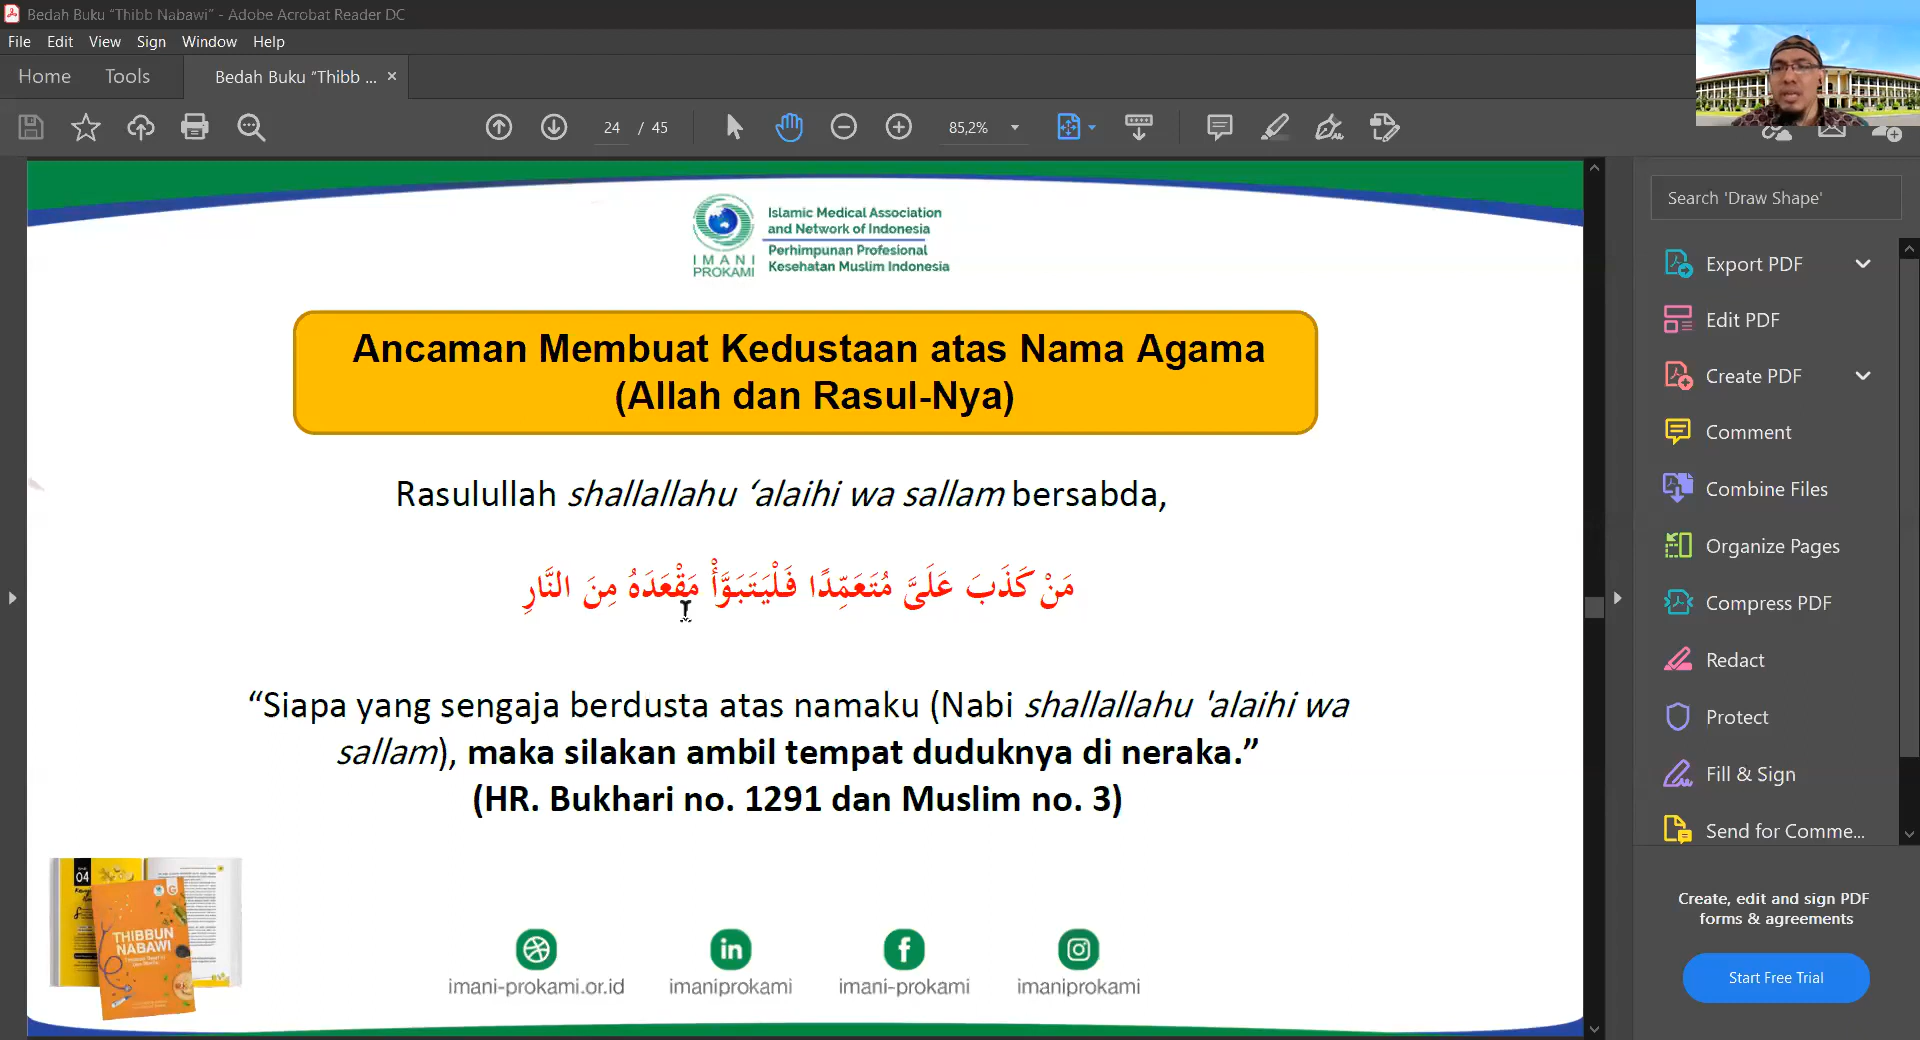 Bedah Buku “Thibb Nabawi” - Adobe Acrobat Reader DC
File Edit View Sign Window Help
Home Tools Bedah Buku “Thibb ... ×
24 / 45 85,2%
Search 'Draw Shape'
Export PDF
Edit PDF
Create PDF
Comment
Combine Files
Organize Pages
Compress PDF
Redact
Protect
Fill & Sign
Send for Comme...
Create, edit and sign PDF
forms & agreements
Start Free Trial
IMANI
PROKAMI
Islamic Medical Association
and Network of Indonesia
Perhimpunan Profesional
Kesehatan Muslim Indonesia
Ancaman Membuat Kedustaan atas Nama Agama
(Allah dan Rasul-Nya)
Rasulullah shallallahu ‘alaihi wa sallam bersabda,
مَنْ كَذَبَ عَلَىَّ مُتَعَمِّدًا فَلْيَتَبَوَّأْ مَقْعَدَهُ مِنَ النَّارِ
“Siapa yang sengaja berdusta atas namaku (Nabi shallallahu 'alaihi wa
sallam), maka silakan ambil tempat duduknya di neraka.”
(HR. Bukhari no. 1291 dan Muslim no. 3)
04
THIBBUN
NABAWI
imani-prokami.or.id
imaniprokami
imani-prokami
imaniprokami